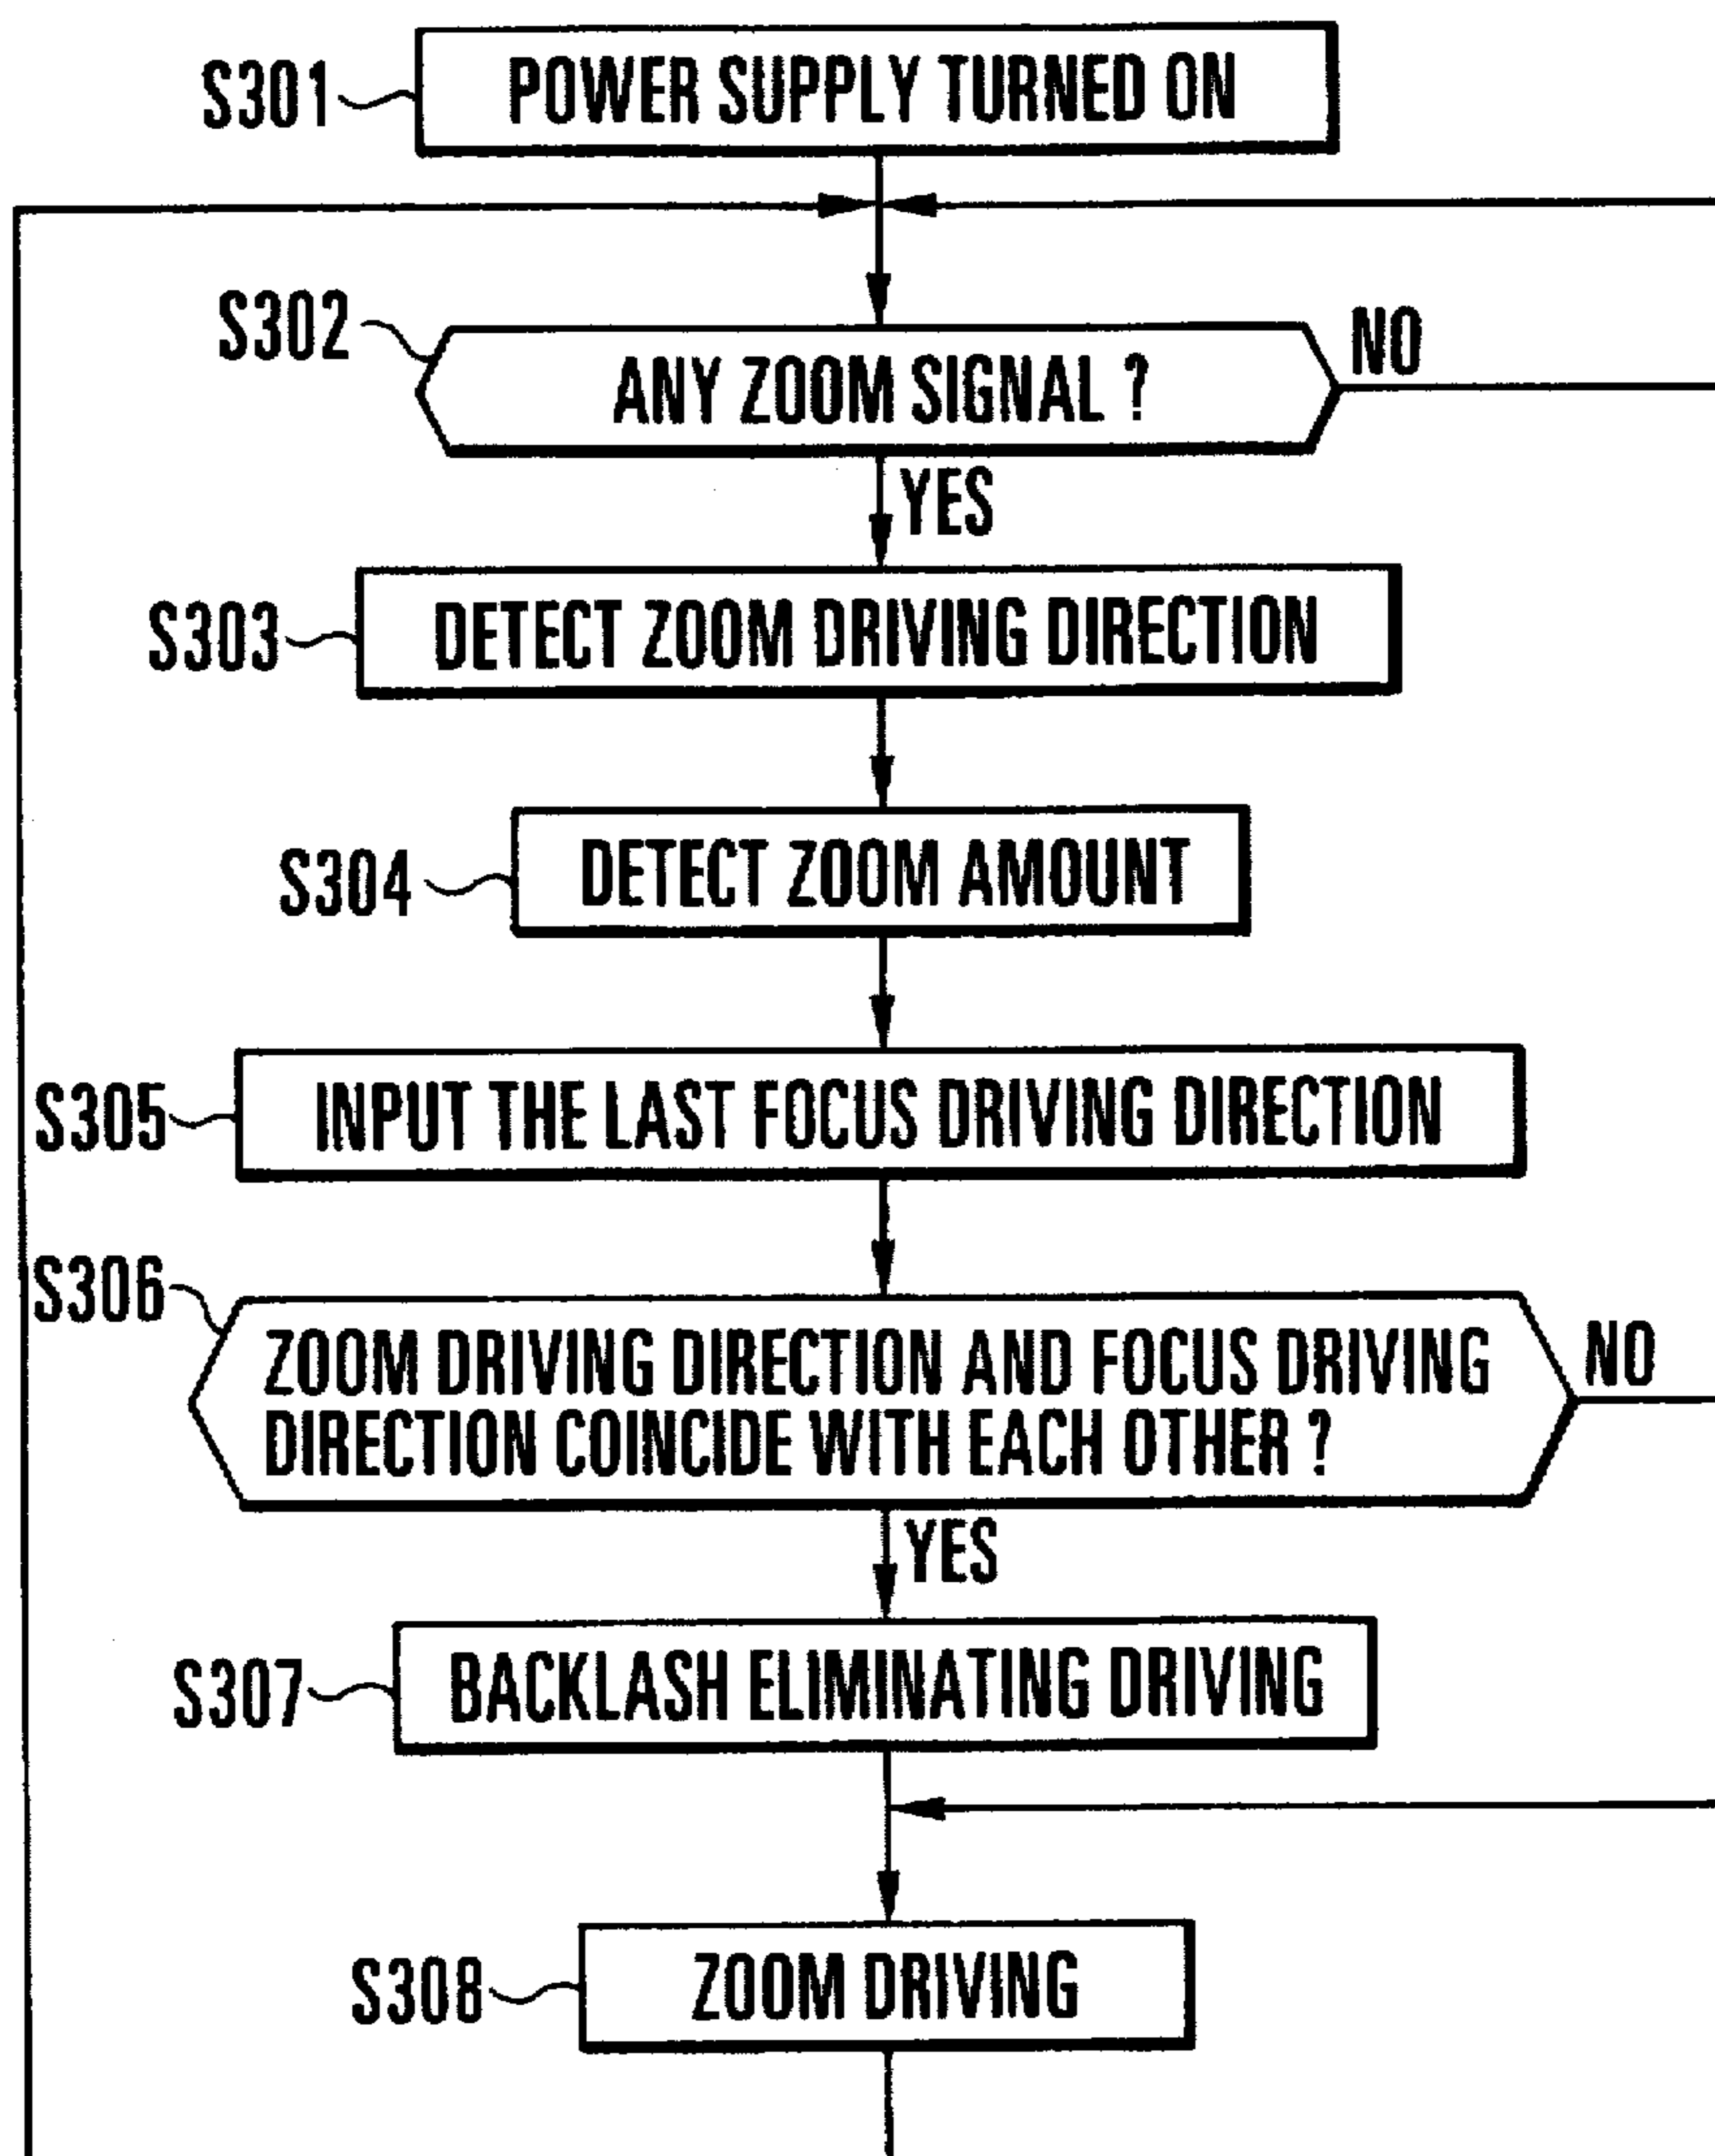 S301
POWER SUPPLY TURNED ON
S302
ANY ZOOM SIGNAL ?
NO
YES
S303
DETECT ZOOM DRIVING DIRECTION
S304
DETECT ZOOM AMOUNT
S305
INPUT THE LAST FOCUS DRIVING DIRECTION
S306
ZOOM DRIVING DIRECTION AND FOCUS DRIVING
DIRECTION COINCIDE WITH EACH OTHER ?
NO
YES
S307
BACKLASH ELIMINATING DRIVING
S308
ZOOM DRIVING